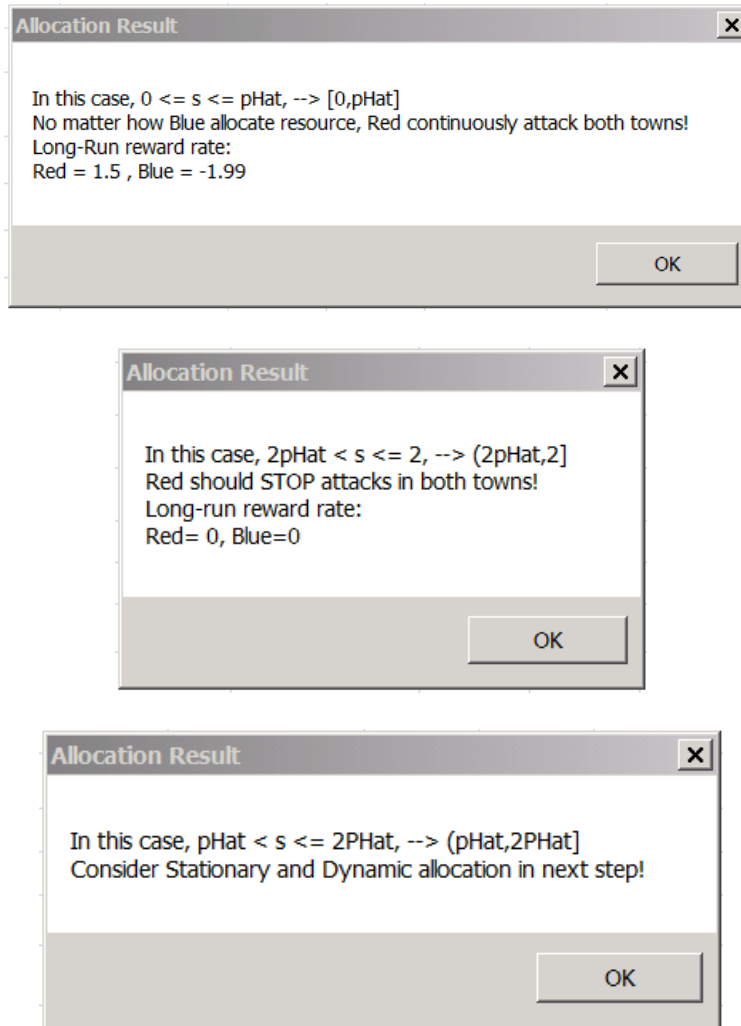 Allocation Result
In this case, 0 <= s <= pHat, --> [0,pHat]
No matter how Blue allocate resource, Red continuously attack both towns!
Long-Run reward rate:
Red = 1.5 , Blue = -1.99
OK
Allocation Result
In this case, 2pHat < s <= 2, --> (2pHat,2]
Red should STOP attacks in both towns!
Long-run reward rate:
Red= 0, Blue=0
OK
Allocation Result
In this case, pHat < s <= 2PHat, --> (pHat,2PHat]
Consider Stationary and Dynamic allocation in next step!
OK